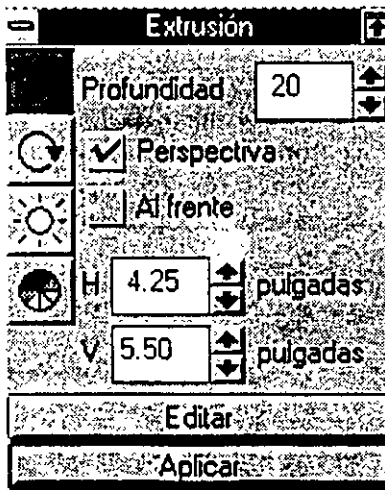 Extrusión
Profundidad 20
Perspectiva
Al frente
H 4.25 pulgadas
V 5.50 pulgadas
Editar
Aplicar